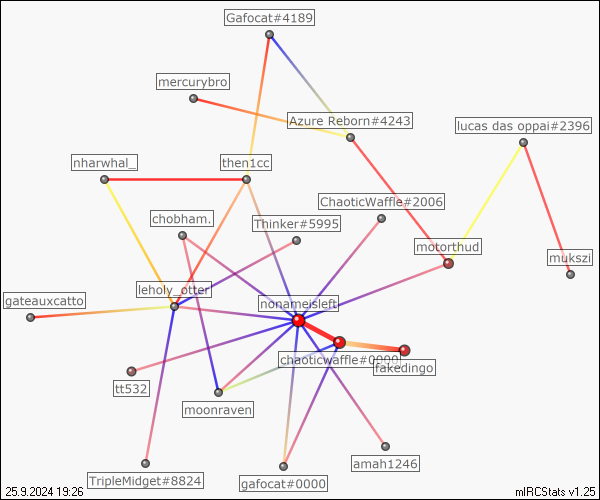 Gafocat#4189
mercurybro
Azure Reborn#4243
lucas das oppai#2396
nharwhal_
then1cc
ChaoticWaffle#2006
chobham.
Thinker#5995
motorthud
mukszi
leholy_otter
gateauxcatto
nonameisleft
chaoticwaffle#0000
fakedingo
tt532
moonraven
amah1246
TripleMidget#8824
gafocat#0000
25.9.2024 19:26
mIRCStats v1.25